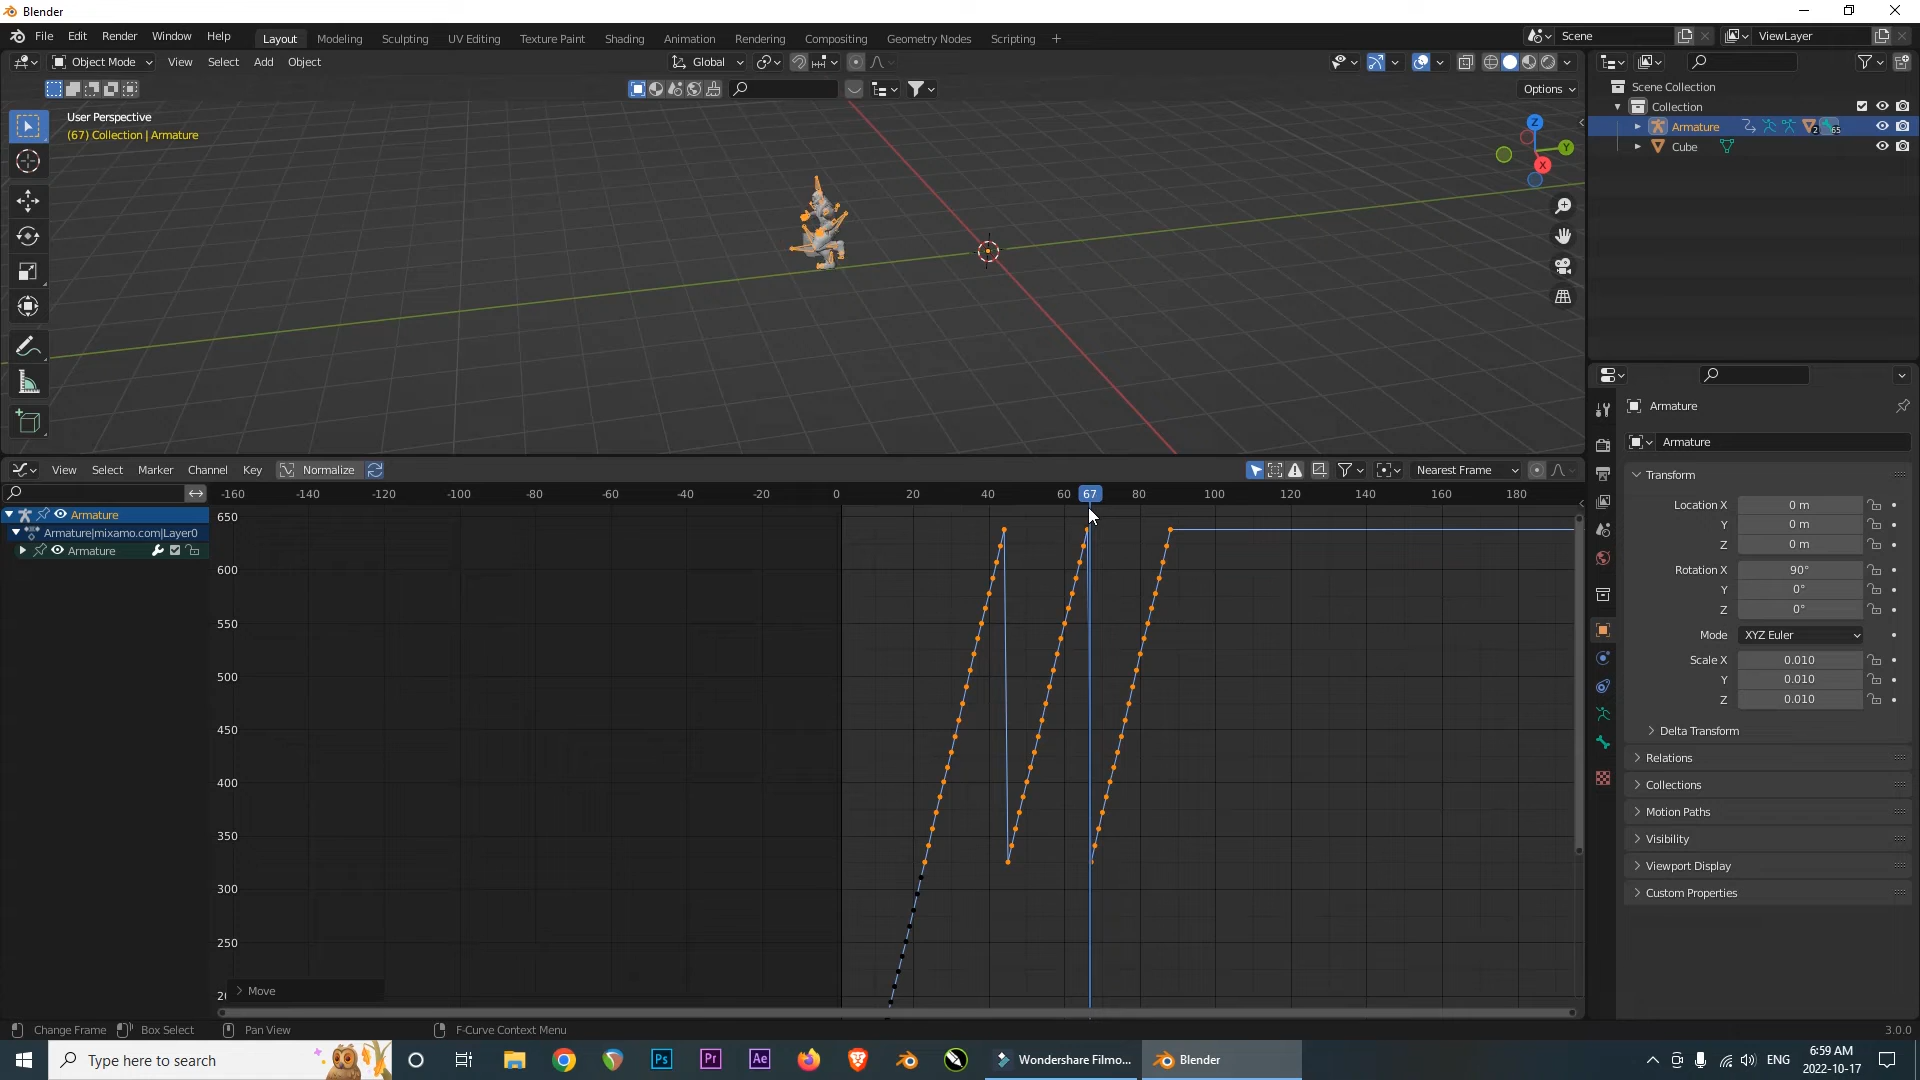 Blender
File Edit Render Window Help Layout Modeling Sculpting UV Editing Texture Paint Shading Animation Rendering Compositing Geometry Nodes Scripting Scene ViewLayer
Object Mode View Select Add Object Global
Options
User Perspective
(67) Collection | Armature
Z
Y
X
Scene Collection
Collection
Armature 2 65
Cube
Armature
Armature
Transform
Location X 0 m
Y 0 m
Z 0 m
Rotation X 90°
Y 0°
Z 0°
Mode XYZ Euler
Scale X 0.010
Y 0.010
Z 0.010
Delta Transform
Relations
Collections
Motion Paths
Visibility
Viewport Display
Custom Properties
View Select Marker Channel Key Normalize Nearest Frame
-160 -140 -120 -100 -80 -60 -40 -20 0 20 40 60 67 80 100 120 140 160 180
Armature
Armature|mixamo.com|Layer0
Armature
650
600
550
500
450
400
350
300
250
Move
Change Frame Box Select Pan View F-Curve Context Menu 3.0.0
Type here to search Ps Pr Ae Wondershare Filmo... Blender ENG 6:59 AM
2022-10-17